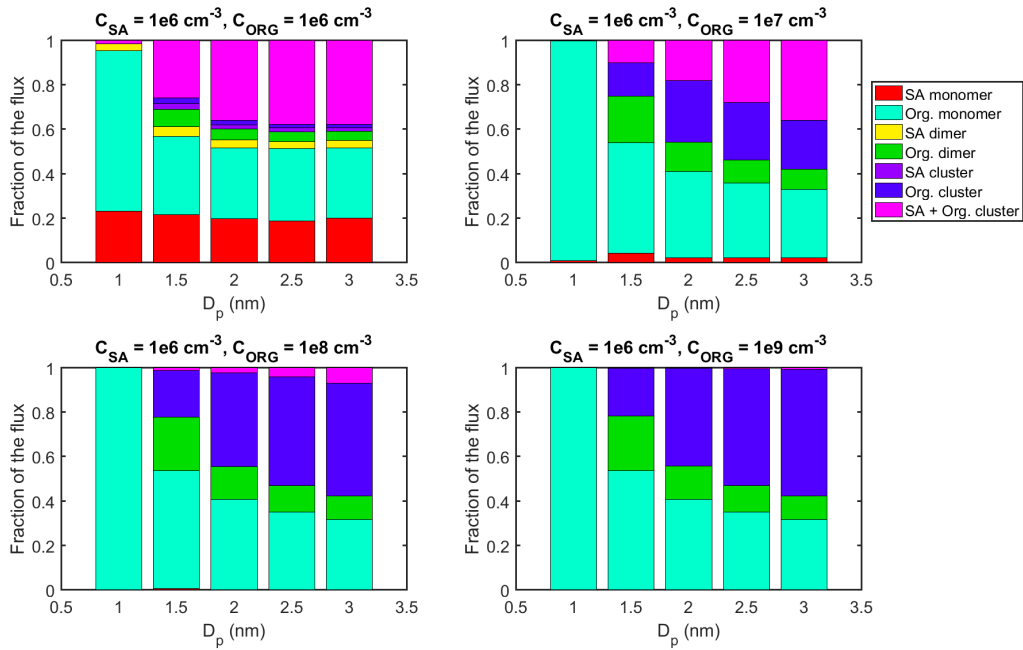 C_SA = 1e6 cm^-3, C_ORG = 1e6 cm^-3
Fraction of the flux
1
0.8
0.6
0.4
0.2
0
0.5 1 1.5 2 2.5 3 3.5
D_p (nm)
C_SA = 1e6 cm^-3, C_ORG = 1e7 cm^-3
Fraction of the flux
1
0.8
0.6
0.4
0.2
0
0.5 1 1.5 2 2.5 3 3.5
D_p (nm)
SA monomer
Org. monomer
SA dimer
Org. dimer
SA cluster
Org. cluster
SA + Org. cluster
C_SA = 1e6 cm^-3, C_ORG = 1e8 cm^-3
Fraction of the flux
1
0.8
0.6
0.4
0.2
0
0.5 1 1.5 2 2.5 3 3.5
D_p (nm)
C_SA = 1e6 cm^-3, C_ORG = 1e9 cm^-3
Fraction of the flux
1
0.8
0.6
0.4
0.2
0
0.5 1 1.5 2 2.5 3 3.5
D_p (nm)